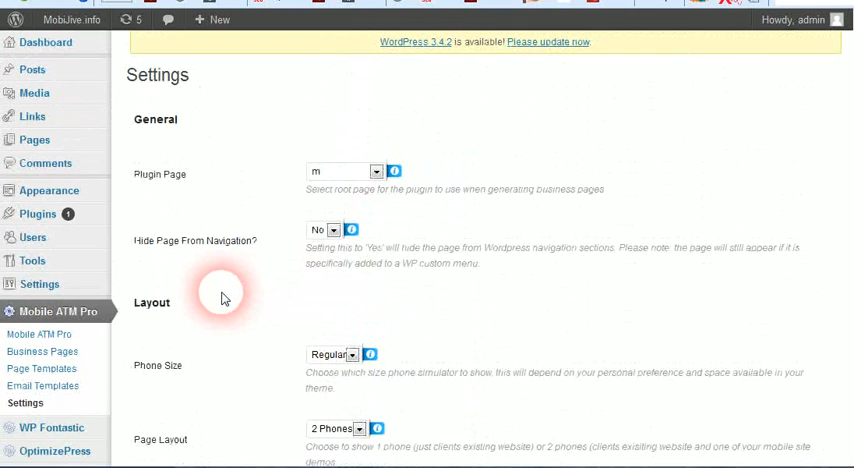 MobiJive.info 5 New Howdy, admin
WordPress 3.4.2 is available! Please update now.
Dashboard
Posts
Media
Links
Pages
Comments
Appearance
Plugins 1
Users
Tools
Settings
Mobile ATM Pro
Mobile ATM Pro
Business Pages
Page Templates
Email Templates
Settings
WP Fontastic
OptimizePress
Settings
General
Plugin Page m
Select root page for the plugin to use when generating business pages
Hide Page From Navigation? No
Setting this to 'Yes' will hide the page from Wordpress navigation sections. Please note: the page will still appear if it is
specifically added to a WP custom menu.
Layout
Phone Size Regular
Choose which size phone simulator to show, this will depend on your personal preference and space available in your
theme.
Page Layout 2 Phones
Choose to show 1 phone (just clients existing website) or 2 phones (clients exisiting website and one of your mobile site
demos